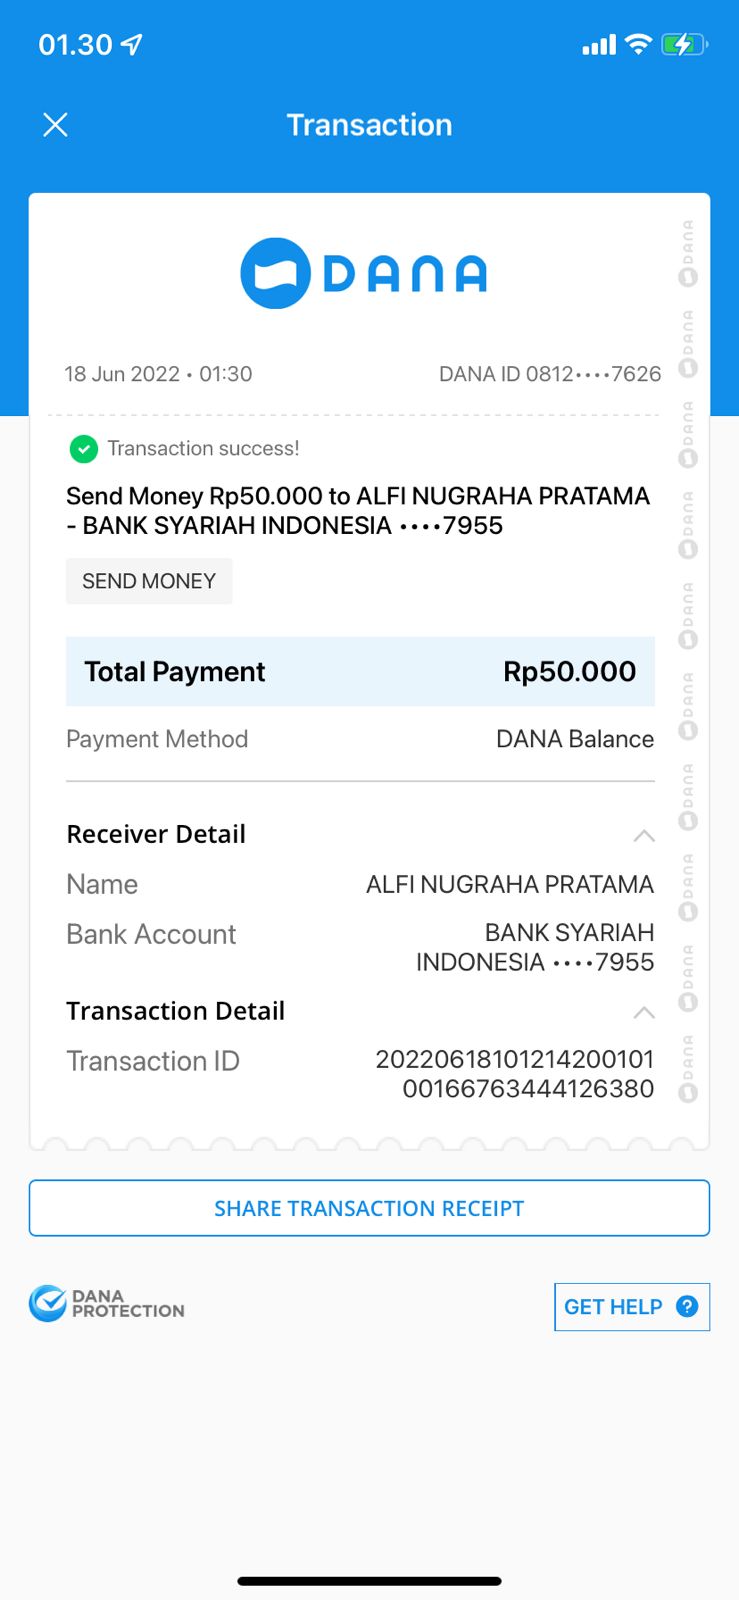 01.30
Transaction
DANA
18 Jun 2022 • 01:30
DANA ID 0812••••7626
Transaction success!
Send Money Rp50.000 to ALFI NUGRAHA PRATAMA
- BANK SYARIAH INDONESIA ••••7955
SEND MONEY
Total Payment
Rp50.000
Payment Method
DANA Balance
Receiver Detail
Name
ALFI NUGRAHA PRATAMA
Bank Account
BANK SYARIAH
INDONESIA ••••7955
Transaction Detail
Transaction ID
20220618101214200101
00166763444126380
SHARE TRANSACTION RECEIPT
DANA
PROTECTION
GET HELP ?
DANA
DANA
DANA
DANA
DANA
DANA
DANA
DANA
DANA
DANA